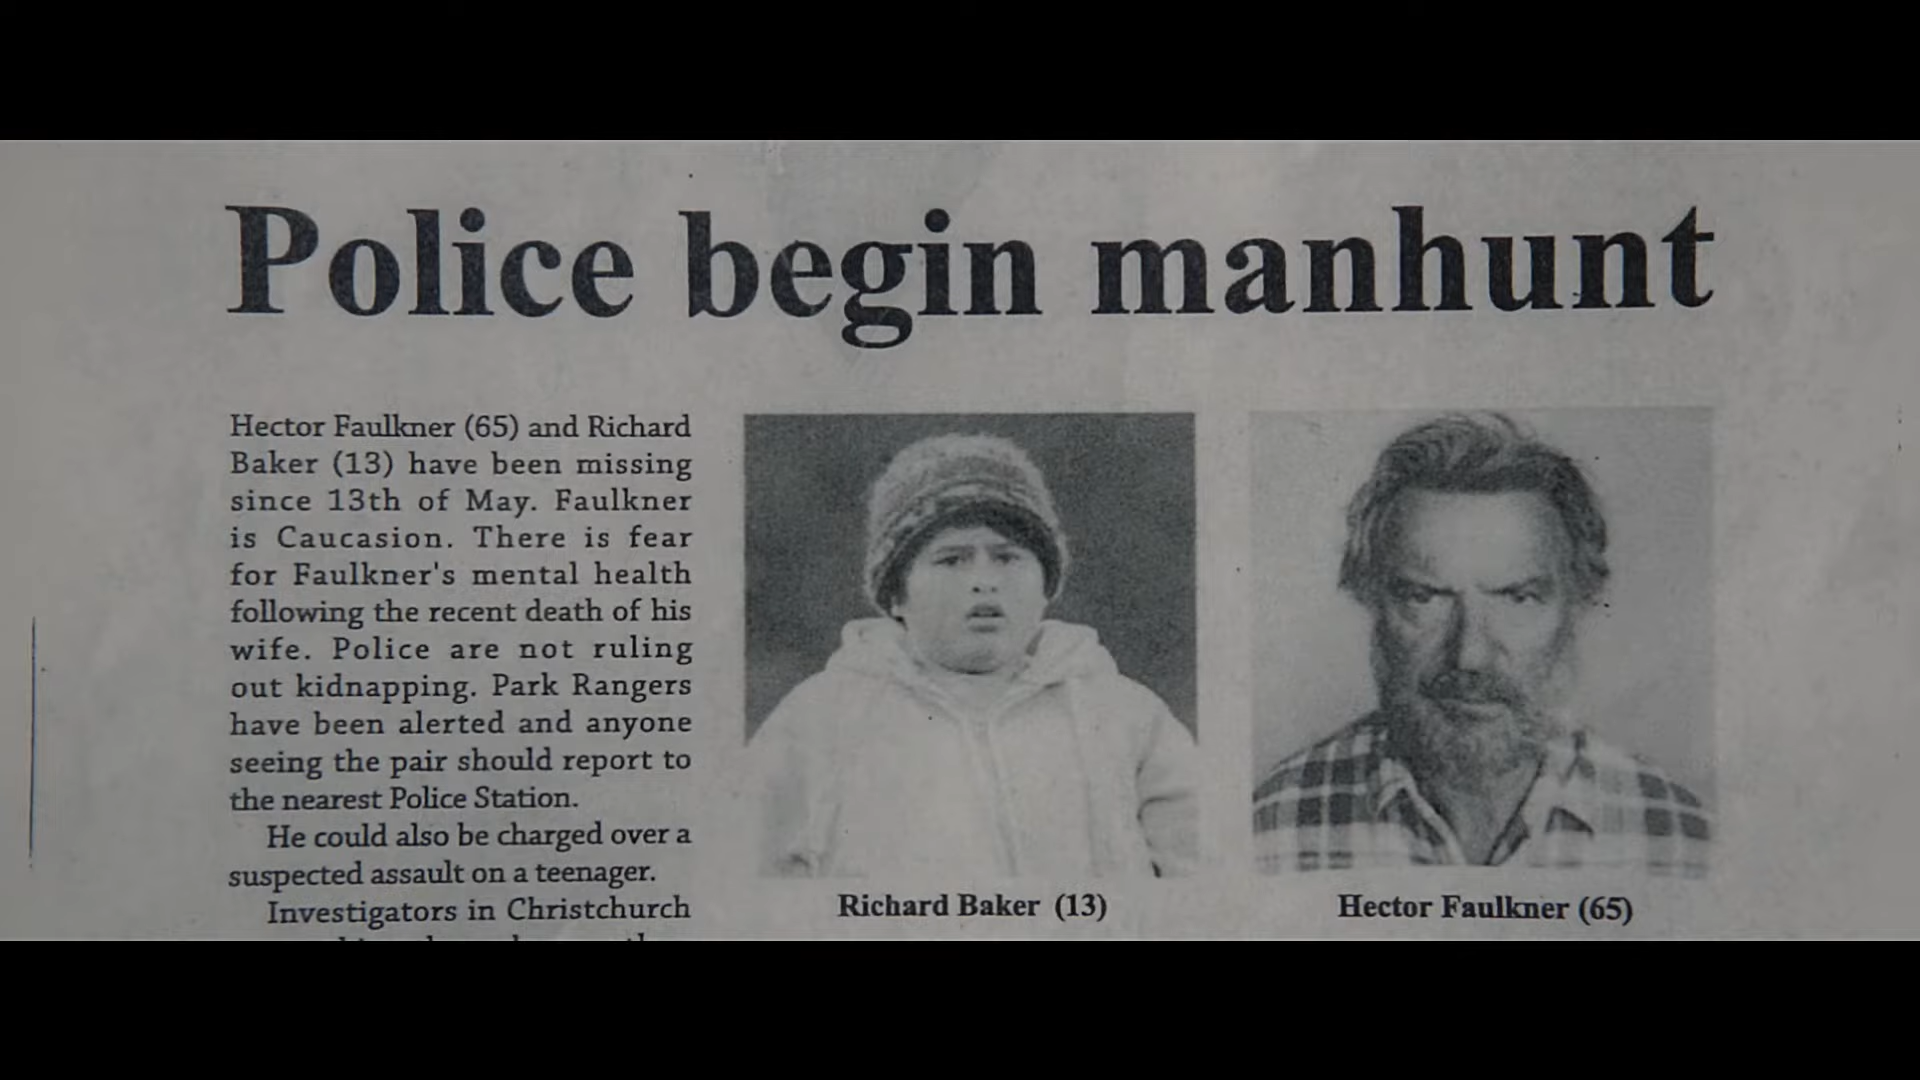 Police begin manhunt
Hector Faulkner (65) and Richard
Baker (13) have been missing
since 13th of May. Faulkner
is Caucasion. There is fear
for Faulkner's mental health
following the recent death of his
wife. Police are not ruling
out kidnapping. Park Rangers
have been alerted and anyone
seeing the pair should report to
the nearest Police Station.
He could also be charged over a
suspected assault on a teenager.
Investigators in Christchurch
Richard Baker (13)
Hector Faulkner (65)